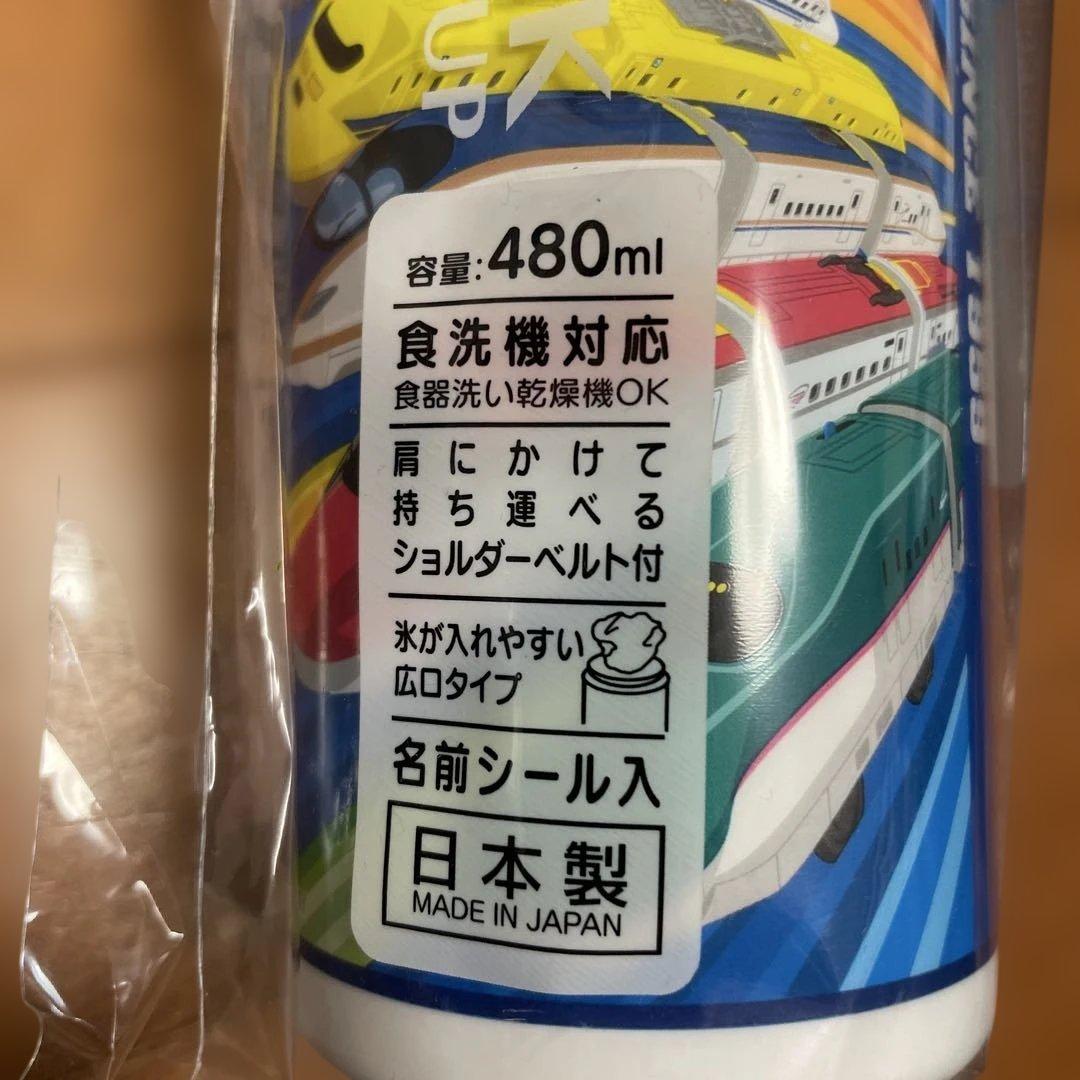 K
UP
SINCE 1988
容量:480ml
食洗機対応
食器洗い乾燥機OK
肩にかけて
持ち運べる
ショルダーベルト付
氷が入れやすい
広口タイプ
名前シール入
日本製
MADE IN JAPAN